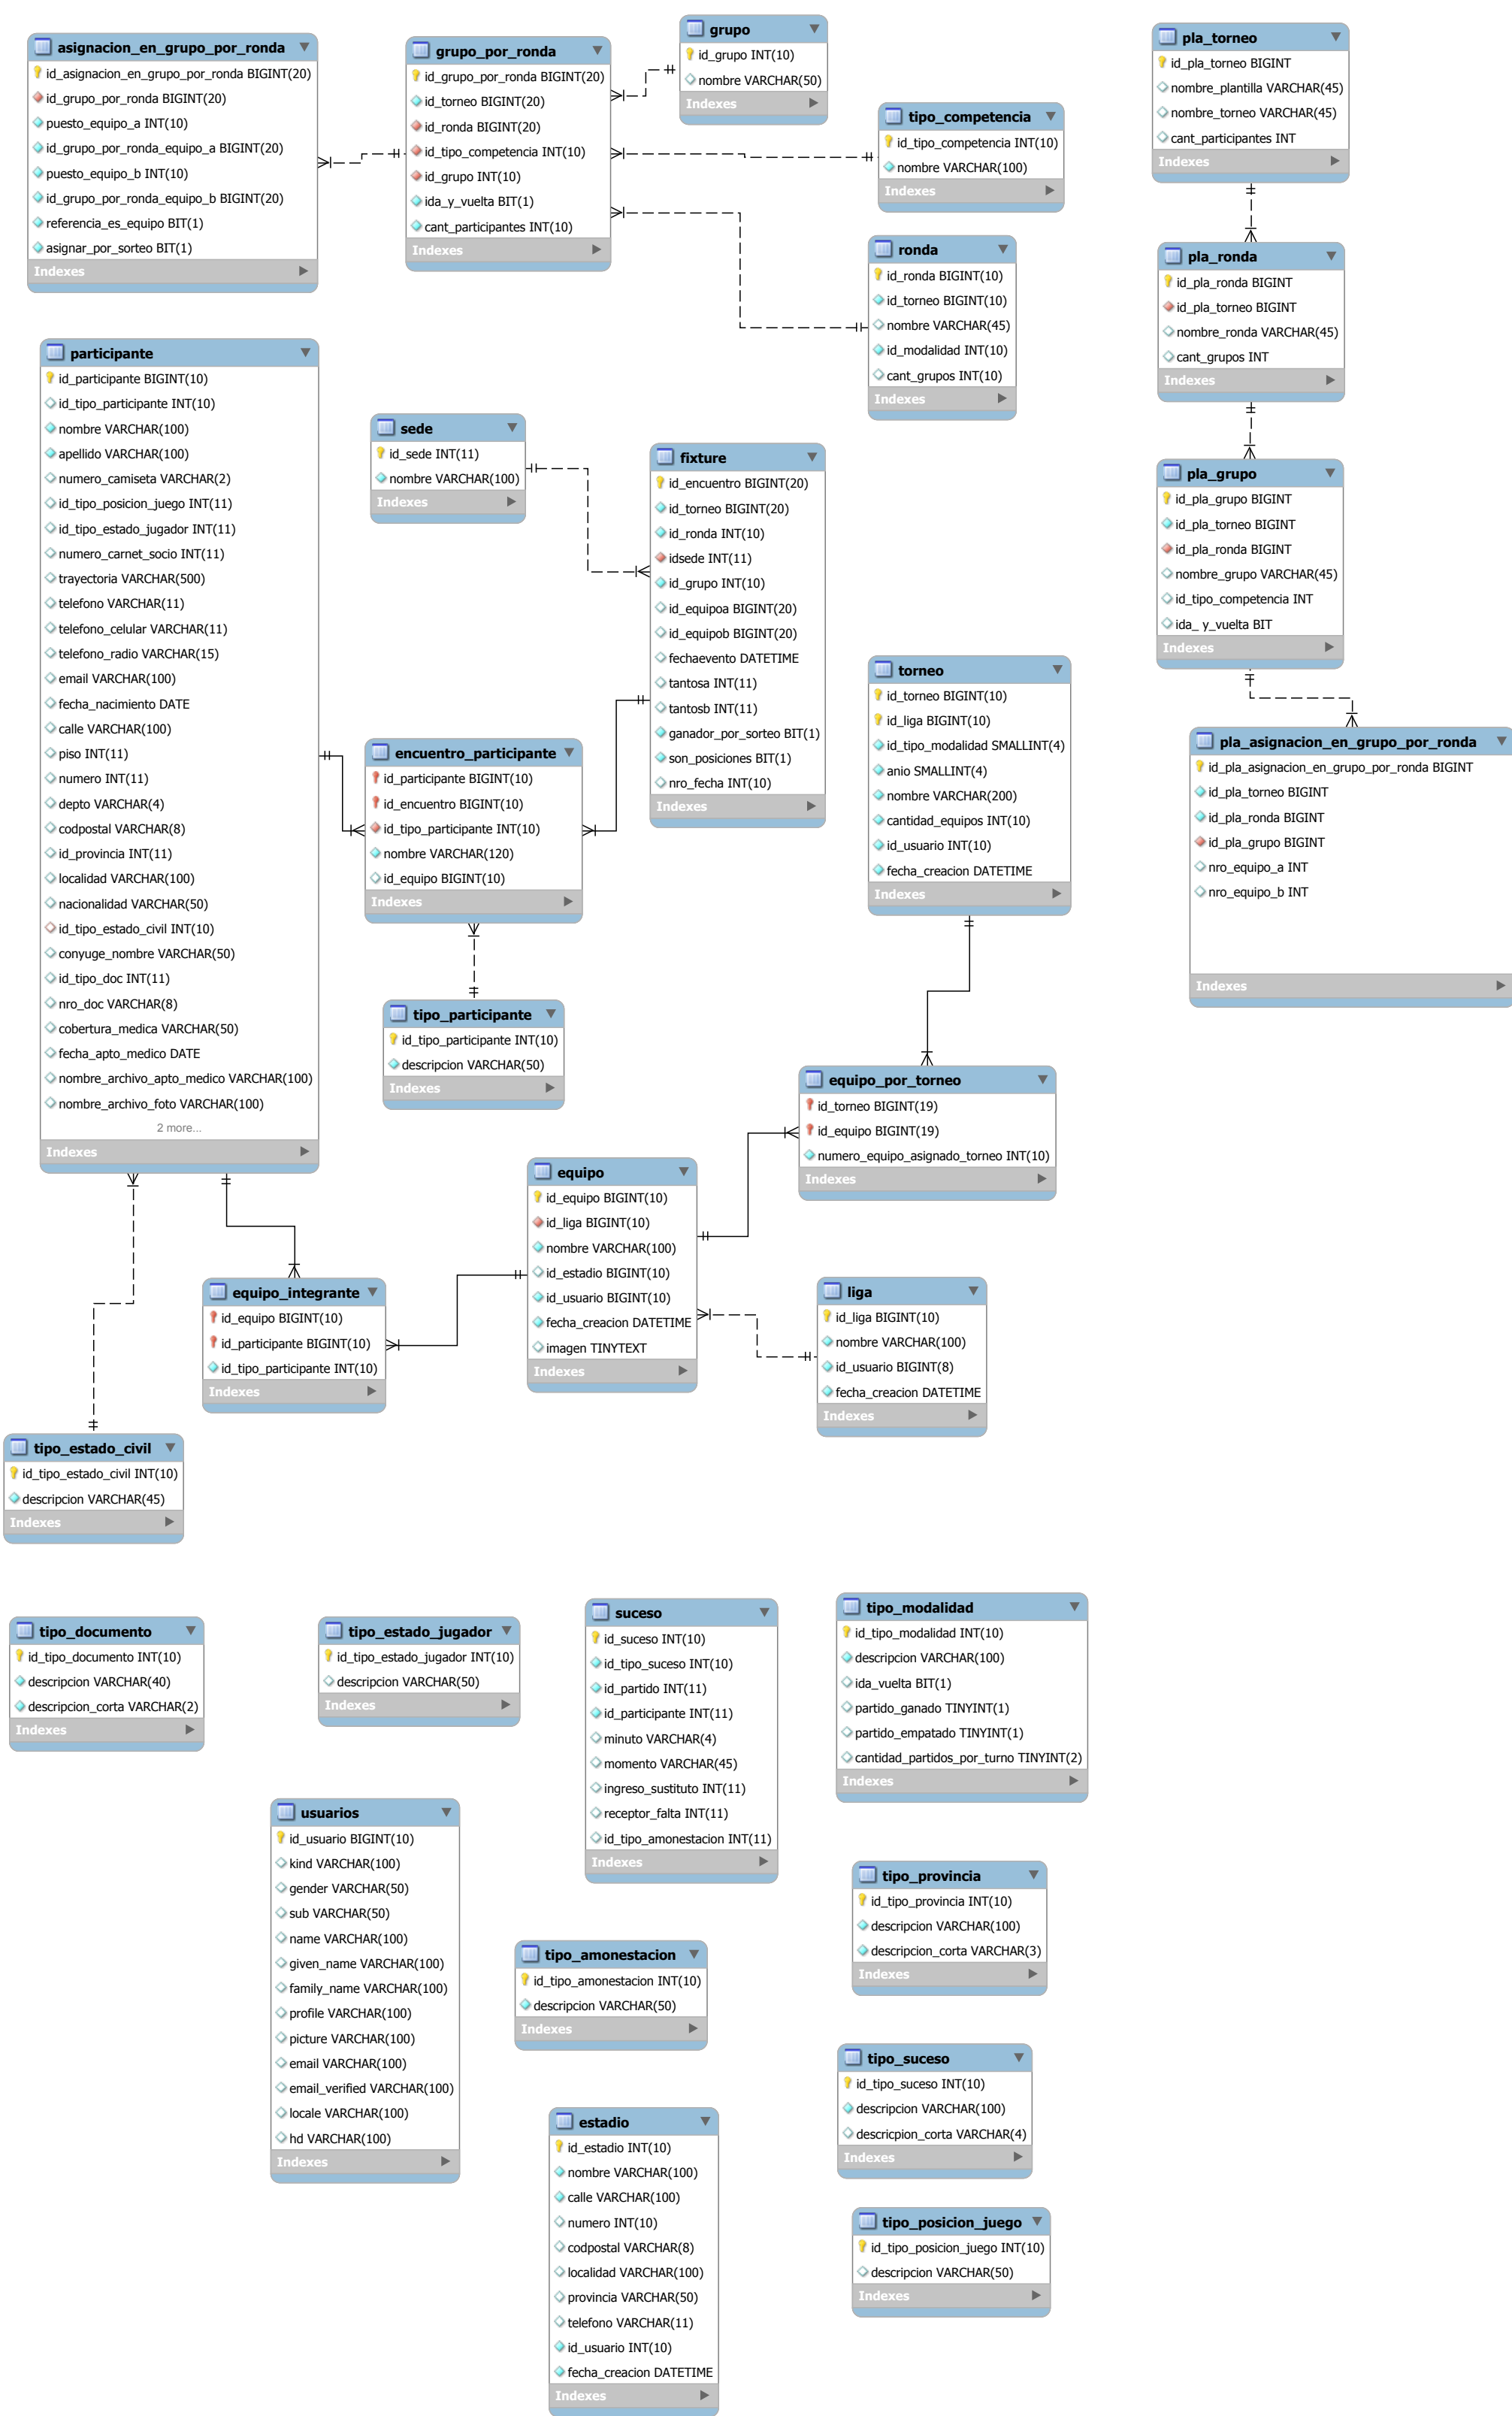 asignacion_en_grupo_por_ronda
id_asignacion_en_grupo_por_ronda BIGINT(20)
id_grupo_por_ronda BIGINT(20)
puesto_equipo_a INT(10)
id_grupo_por_ronda_equipo_a BIGINT(20)
puesto_equipo_b INT(10)
id_grupo_por_ronda_equipo_b BIGINT(20)
referencia_es_equipo BIT(1)
asignar_por_sorteo BIT(1)
Indexes
grupo_por_ronda
id_grupo_por_ronda BIGINT(20)
id_torneo BIGINT(20)
id_ronda BIGINT(20)
id_tipo_competencia INT(10)
id_grupo INT(10)
ida_y_vuelta BIT(1)
cant_participantes INT(10)
Indexes
grupo
id_grupo INT(10)
nombre VARCHAR(50)
Indexes
tipo_competencia
id_tipo_competencia INT(10)
nombre VARCHAR(100)
Indexes
ronda
id_ronda BIGINT(10)
id_torneo BIGINT(10)
nombre VARCHAR(45)
id_modalidad INT(10)
cant_grupos INT(10)
Indexes
pla_torneo
id_pla_torneo BIGINT
nombre_plantilla VARCHAR(45)
nombre_torneo VARCHAR(45)
cant_participantes INT
Indexes
pla_ronda
id_pla_ronda BIGINT
id_pla_torneo BIGINT
nombre_ronda VARCHAR(45)
cant_grupos INT
Indexes
pla_grupo
id_pla_grupo BIGINT
id_pla_torneo BIGINT
id_pla_ronda BIGINT
nombre_grupo VARCHAR(45)
id_tipo_competencia INT
ida_ y_vuelta BIT
Indexes
pla_asignacion_en_grupo_por_ronda
id_pla_asignacion_en_grupo_por_ronda BIGINT
id_pla_torneo BIGINT
id_pla_ronda BIGINT
id_pla_grupo BIGINT
nro_equipo_a INT
nro_equipo_b INT
Indexes
participante
id_participante BIGINT(10)
id_tipo_participante INT(10)
nombre VARCHAR(100)
apellido VARCHAR(100)
numero_camiseta VARCHAR(2)
id_tipo_posicion_juego INT(11)
id_tipo_estado_jugador INT(11)
numero_carnet_socio INT(11)
trayectoria VARCHAR(500)
telefono VARCHAR(11)
telefono_celular VARCHAR(11)
telefono_radio VARCHAR(15)
email VARCHAR(100)
fecha_nacimiento DATE
calle VARCHAR(100)
piso INT(11)
numero INT(11)
depto VARCHAR(4)
codpostal VARCHAR(8)
id_provincia INT(11)
localidad VARCHAR(100)
nacionalidad VARCHAR(50)
id_tipo_estado_civil INT(10)
conyuge_nombre VARCHAR(50)
id_tipo_doc INT(11)
nro_doc VARCHAR(8)
cobertura_medica VARCHAR(50)
fecha_apto_medico DATE
nombre_archivo_apto_medico VARCHAR(100)
nombre_archivo_foto VARCHAR(100)
2 more...
Indexes
sede
id_sede INT(11)
nombre VARCHAR(100)
Indexes
fixture
id_encuentro BIGINT(20)
id_torneo BIGINT(20)
id_ronda INT(10)
idsede INT(11)
id_grupo INT(10)
id_equipoa BIGINT(20)
id_equipob BIGINT(20)
fechaevento DATETIME
tantosa INT(11)
tantosb INT(11)
ganador_por_sorteo BIT(1)
son_posiciones BIT(1)
nro_fecha INT(10)
Indexes
encuentro_participante
id_participante BIGINT(10)
id_encuentro BIGINT(10)
id_tipo_participante INT(10)
nombre VARCHAR(120)
id_equipo BIGINT(10)
Indexes
torneo
id_torneo BIGINT(10)
id_liga BIGINT(10)
id_tipo_modalidad SMALLINT(4)
anio SMALLINT(4)
nombre VARCHAR(200)
cantidad_equipos INT(10)
id_usuario INT(10)
fecha_creacion DATETIME
Indexes
tipo_participante
id_tipo_participante INT(10)
descripcion VARCHAR(50)
Indexes
equipo_por_torneo
id_torneo BIGINT(19)
id_equipo BIGINT(19)
numero_equipo_asignado_torneo INT(10)
Indexes
equipo
id_equipo BIGINT(10)
id_liga BIGINT(10)
nombre VARCHAR(100)
id_estadio BIGINT(10)
id_usuario BIGINT(10)
fecha_creacion DATETIME
imagen TINYTEXT
Indexes
equipo_integrante
id_equipo BIGINT(10)
id_participante BIGINT(10)
id_tipo_participante INT(10)
Indexes
liga
id_liga BIGINT(10)
nombre VARCHAR(100)
id_usuario BIGINT(8)
fecha_creacion DATETIME
Indexes
tipo_estado_civil
id_tipo_estado_civil INT(10)
descripcion VARCHAR(45)
Indexes
tipo_documento
id_tipo_documento INT(10)
descripcion VARCHAR(40)
descripcion_corta VARCHAR(2)
Indexes
tipo_estado_jugador
id_tipo_estado_jugador INT(10)
descripcion VARCHAR(50)
Indexes
suceso
id_suceso INT(10)
id_tipo_suceso INT(10)
id_partido INT(11)
id_participante INT(11)
minuto VARCHAR(4)
momento VARCHAR(45)
ingreso_sustituto INT(11)
receptor_falta INT(11)
id_tipo_amonestacion INT(11)
Indexes
tipo_modalidad
id_tipo_modalidad INT(10)
descripcion VARCHAR(100)
ida_vuelta BIT(1)
partido_ganado TINYINT(1)
partido_empatado TINYINT(1)
cantidad_partidos_por_turno TINYINT(2)
Indexes
usuarios
id_usuario BIGINT(10)
kind VARCHAR(100)
gender VARCHAR(50)
sub VARCHAR(50)
name VARCHAR(100)
given_name VARCHAR(100)
family_name VARCHAR(100)
profile VARCHAR(100)
picture VARCHAR(100)
email VARCHAR(100)
email_verified VARCHAR(100)
locale VARCHAR(100)
hd VARCHAR(100)
Indexes
tipo_provincia
id_tipo_provincia INT(10)
descripcion VARCHAR(100)
descripcion_corta VARCHAR(3)
Indexes
tipo_amonestacion
id_tipo_amonestacion INT(10)
descripcion VARCHAR(50)
Indexes
tipo_suceso
id_tipo_suceso INT(10)
descripcion VARCHAR(100)
descricpion_corta VARCHAR(4)
Indexes
estadio
id_estadio INT(10)
nombre VARCHAR(100)
calle VARCHAR(100)
numero INT(10)
codpostal VARCHAR(8)
localidad VARCHAR(100)
provincia VARCHAR(50)
telefono VARCHAR(11)
id_usuario INT(10)
fecha_creacion DATETIME
Indexes
tipo_posicion_juego
id_tipo_posicion_juego INT(10)
descripcion VARCHAR(50)
Indexes